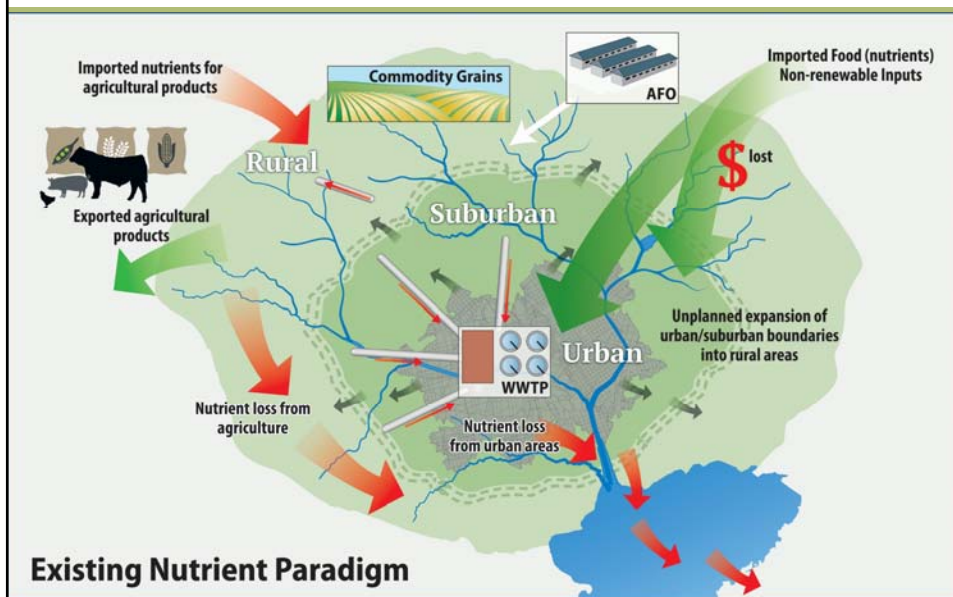 Imported nutrients for
agricultural products
Commodity Grains
AFO
Imported Food (nutrients)
Non-renewable Inputs
$ lost
Rural
Suburban
Exported agricultural
products
Unplanned expansion of
urban/suburban boundaries
into rural areas
Urban
WWTP
Nutrient loss from
agriculture
Nutrient loss
from urban areas
Existing Nutrient Paradigm